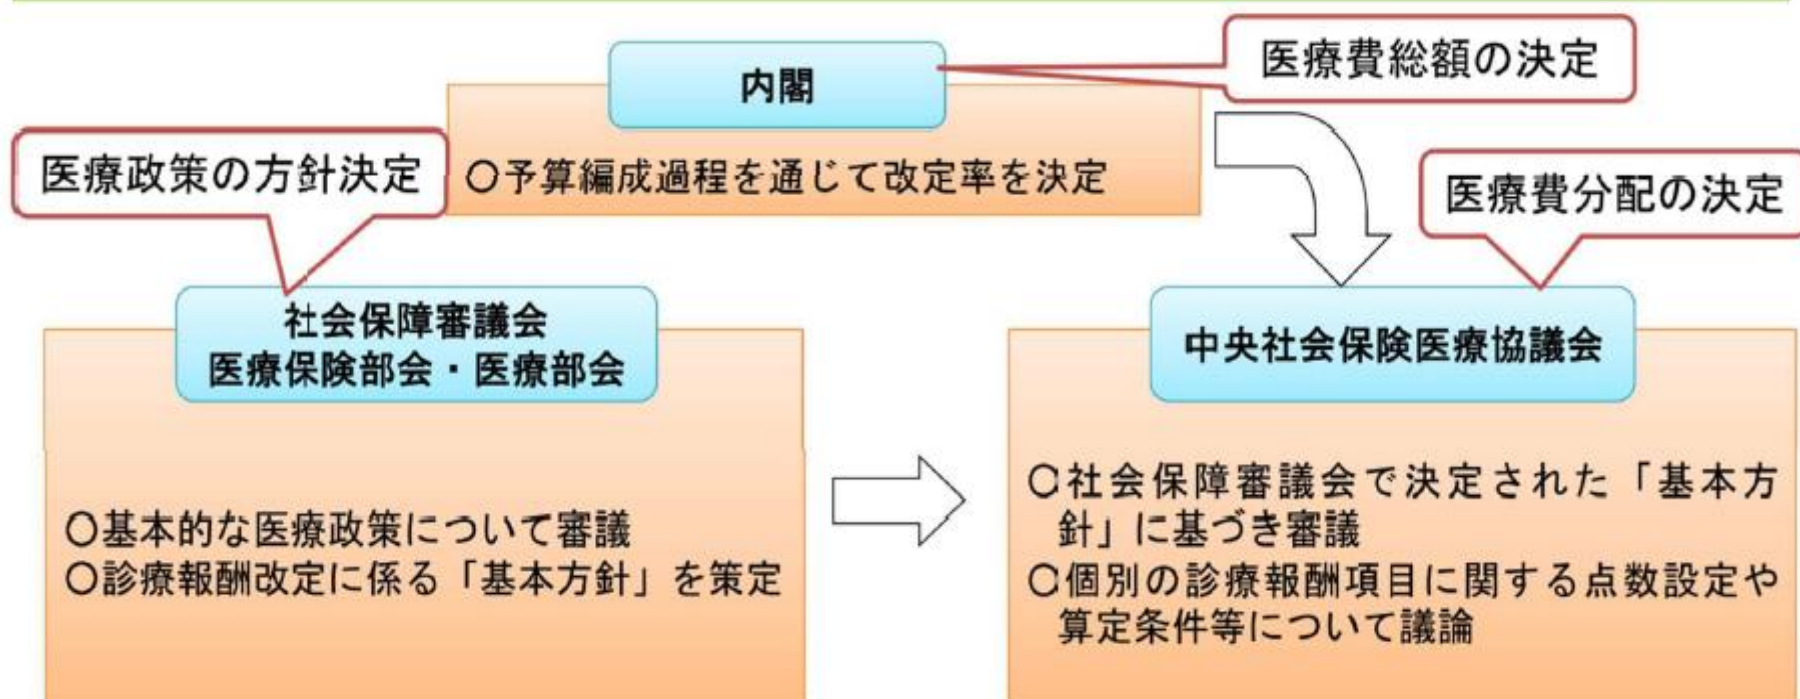 内閣
医療費総額の決定
○予算編成過程を通じて改定率を決定
医療政策の方針決定
医療費分配の決定
社会保障審議会
医療保険部会・医療部会
○基本的な医療政策について審議
○診療報酬改定に係る「基本方針」を策定
中央社会保険医療協議会
○社会保障審議会で決定された「基本方
針」に基づき審議
○個別の診療報酬項目に関する点数設定や
算定条件等について議論